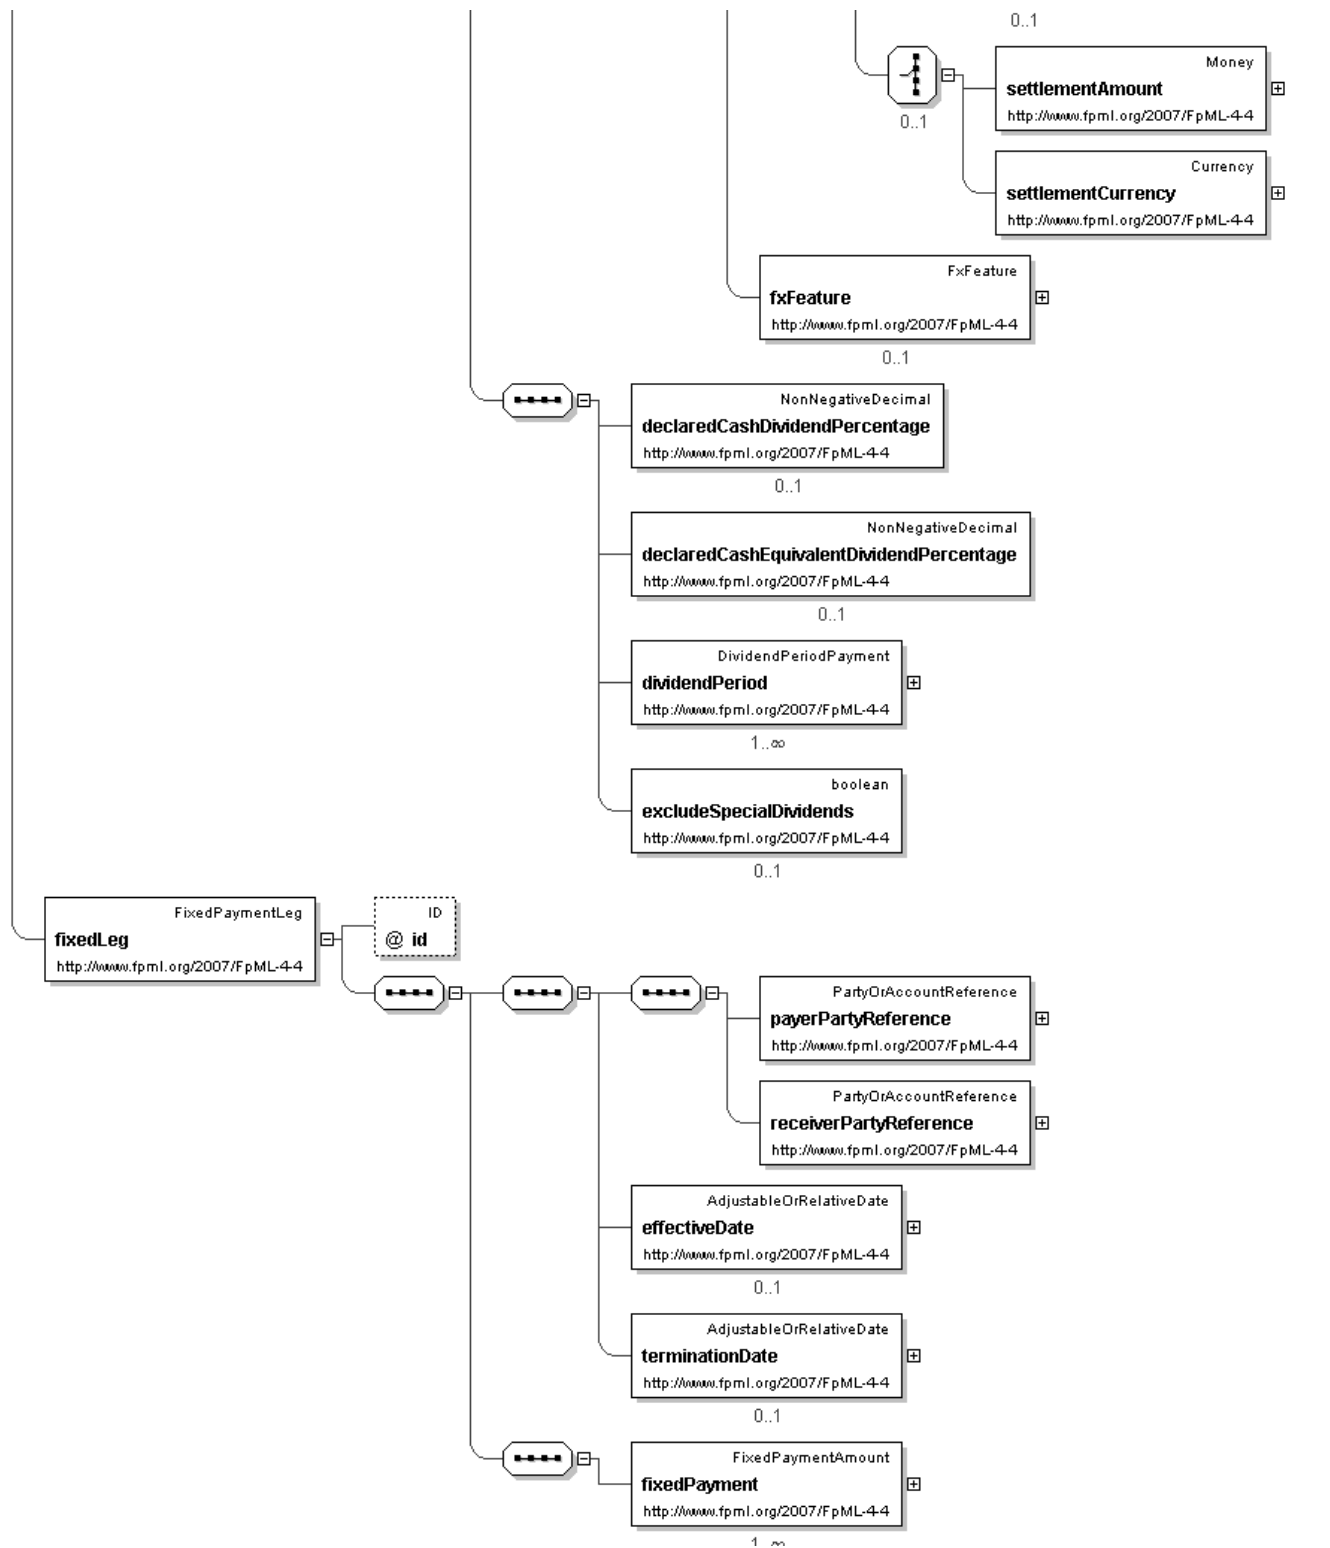 0..1
Money
settlementAmount
http://www.fpml.org/2007/FpML-4-4
0..1
Currency
settlementCurrency
http://www.fpml.org/2007/FpML-4-4
FxFeature
fxFeature
http://www.fpml.org/2007/FpML-4-4
0..1
NonNegativeDecimal
declaredCashDividendPercentage
http://www.fpml.org/2007/FpML-4-4
0..1
NonNegativeDecimal
declaredCashEquivalentDividendPercentage
http://www.fpml.org/2007/FpML-4-4
0..1
DividendPeriodPayment
dividendPeriod
http://www.fpml.org/2007/FpML-4-4
1..∞
boolean
excludeSpecialDividends
http://www.fpml.org/2007/FpML-4-4
0..1
FixedPaymentLeg
fixedLeg
http://www.fpml.org/2007/FpML-4-4
ID
@ id
PartyOrAccountReference
payerPartyReference
http://www.fpml.org/2007/FpML-4-4
PartyOrAccountReference
receiverPartyReference
http://www.fpml.org/2007/FpML-4-4
AdjustableOrRelativeDate
effectiveDate
http://www.fpml.org/2007/FpML-4-4
0..1
AdjustableOrRelativeDate
terminationDate
http://www.fpml.org/2007/FpML-4-4
0..1
FixedPaymentAmount
fixedPayment
http://www.fpml.org/2007/FpML-4-4
1..∞